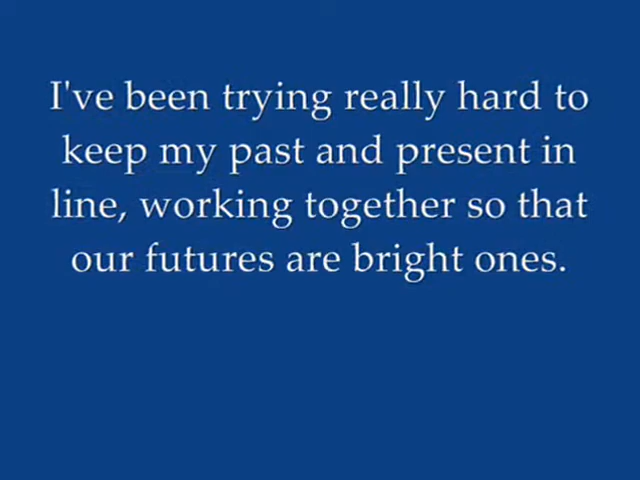 I've been trying really hard to
keep my past and present in
line, working together so that
our futures are bright ones.